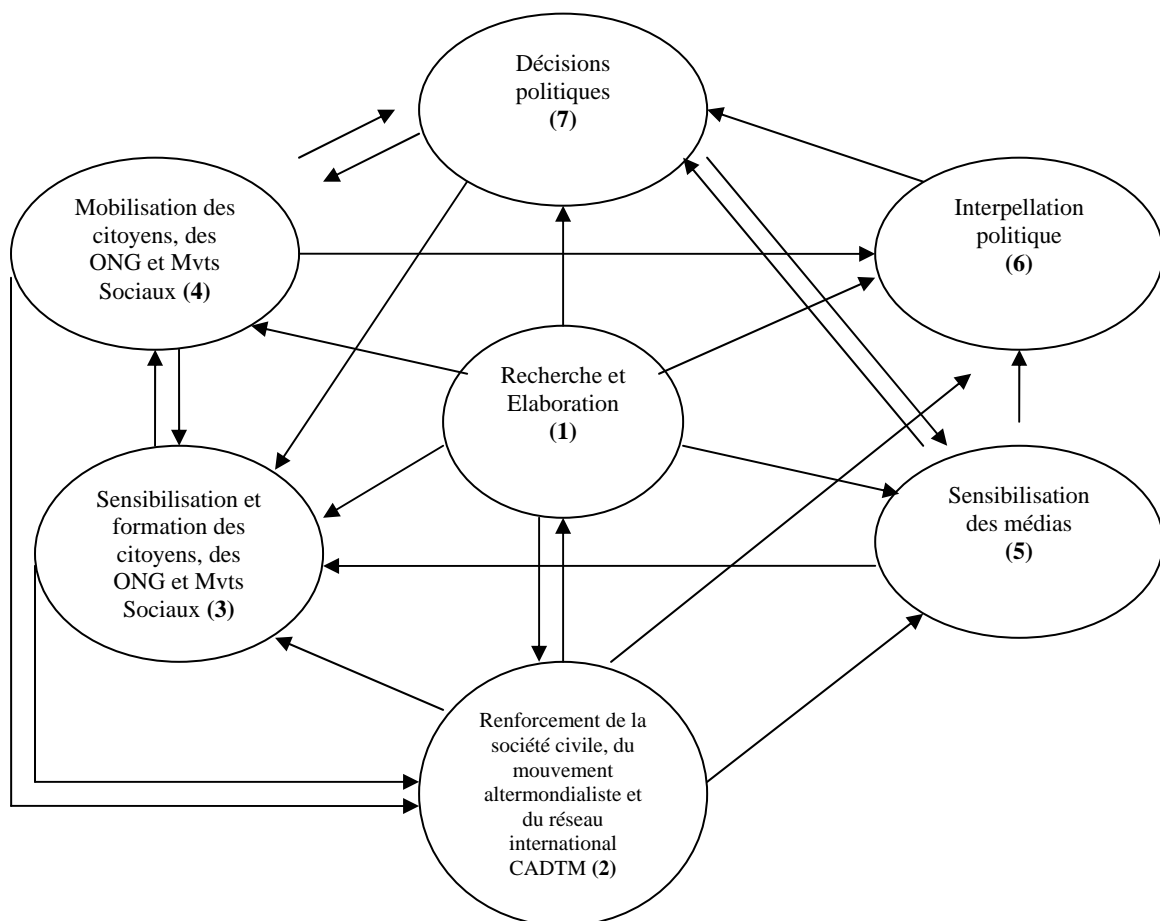 Décisions
politiques
(7)
Mobilisation des
citoyens, des
ONG et Mvts
Sociaux (4)
Interpellation
politique
(6)
Recherche et
Elaboration
(1)
Sensibilisation et
formation des
citoyens, des
ONG et Mvts
Sociaux (3)
Sensibilisation
des médias
(5)
Renforcement de la
société civile, du
mouvement
altermondialiste et
du réseau
international
CADTM (2)